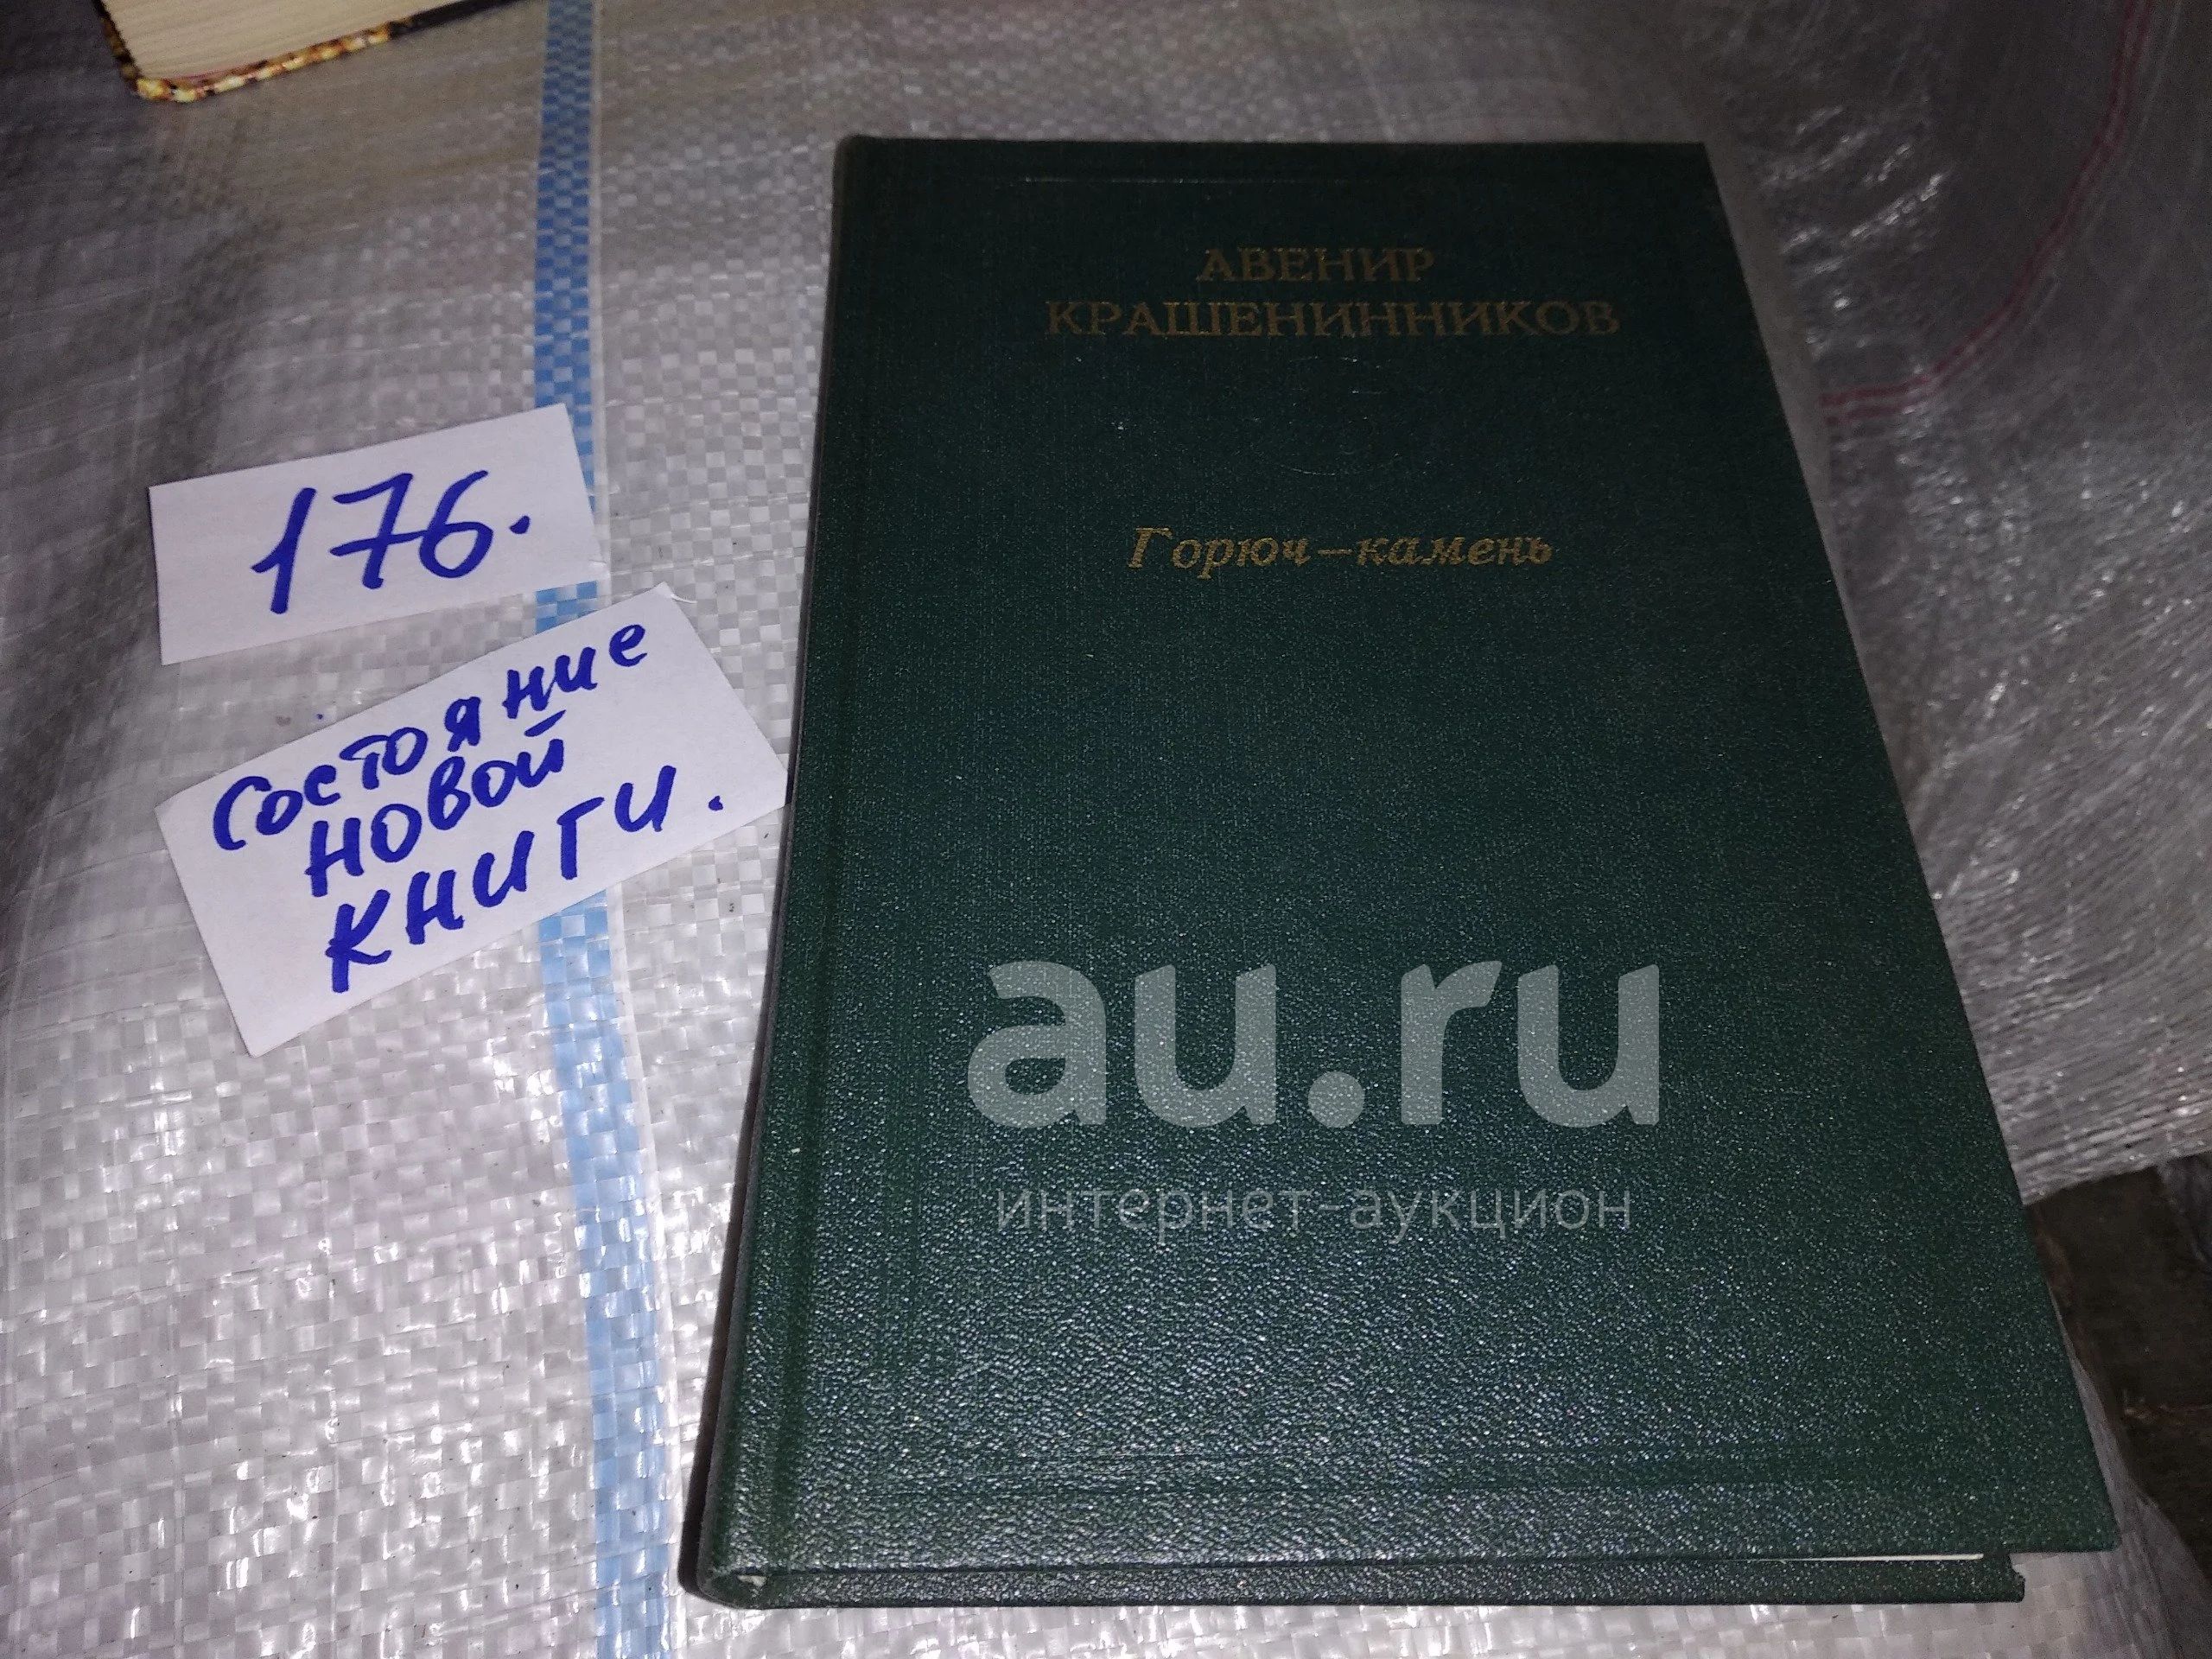 АВЕНИР
КРАШЕНИННИКОВ
Горюч-камень
176.
Состояние
новой
книги.
au.ru
интернет-аукцион